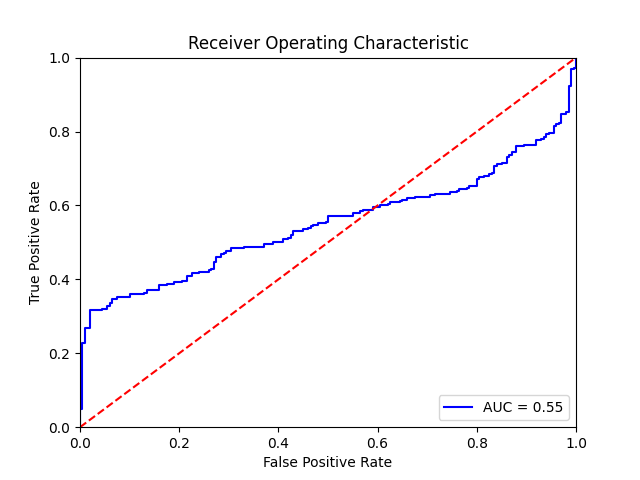 Receiver Operating Characteristic
True Positive Rate
1.0
0.8
0.6
0.4
0.2
0.0
AUC = 0.55
0.0 0.2 0.4 0.6 0.8 1.0
False Positive Rate